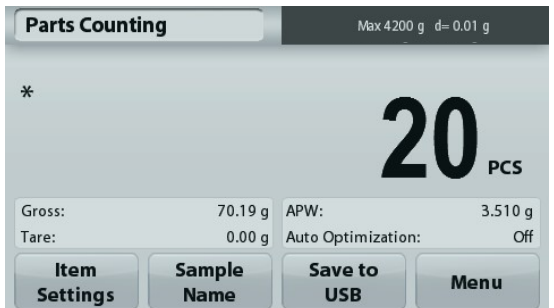 Parts Counting
Max 4200 g d= 0.01 g
*
20 PCS
Gross: 70.19 g APW: 3.510 g
Tare: 0.00 g Auto Optimization: Off
Item Settings
Sample Name
Save to USB
Menu